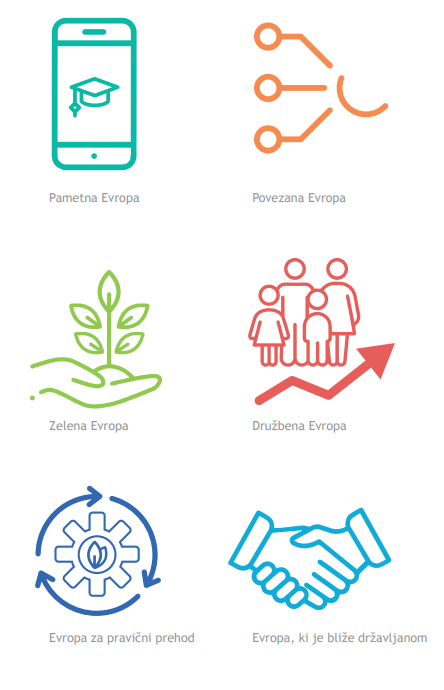 Pametna Evropa
Povezana Evropa
Zelena Evropa
Družbena Evropa
Evropa za pravični prehod
Evropa, ki je bliže državljanom